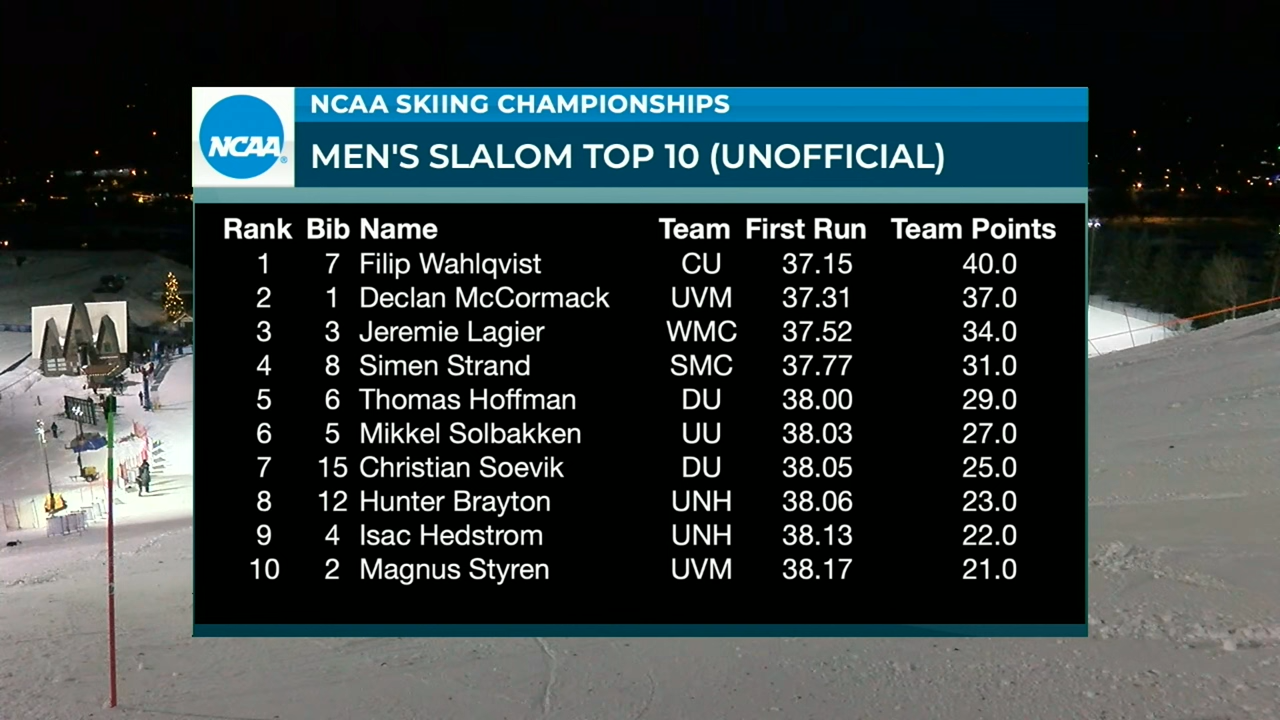 NCAA SKIING CHAMPIONSHIPS
NCAA®
MEN'S SLALOM TOP 10 (UNOFFICIAL)
Rank Bib Name Team First Run Team Points
1 7 Filip Wahlqvist CU 37.15 40.0
2 1 Declan McCormack UVM 37.31 37.0
3 3 Jeremie Lagier WMC 37.52 34.0
4 8 Simen Strand SMC 37.77 31.0
5 6 Thomas Hoffman DU 38.00 29.0
6 5 Mikkel Solbakken UU 38.03 27.0
7 15 Christian Soevik DU 38.05 25.0
8 12 Hunter Brayton UNH 38.06 23.0
9 4 Isac Hedstrom UNH 38.13 22.0
10 2 Magnus Styren UVM 38.17 21.0